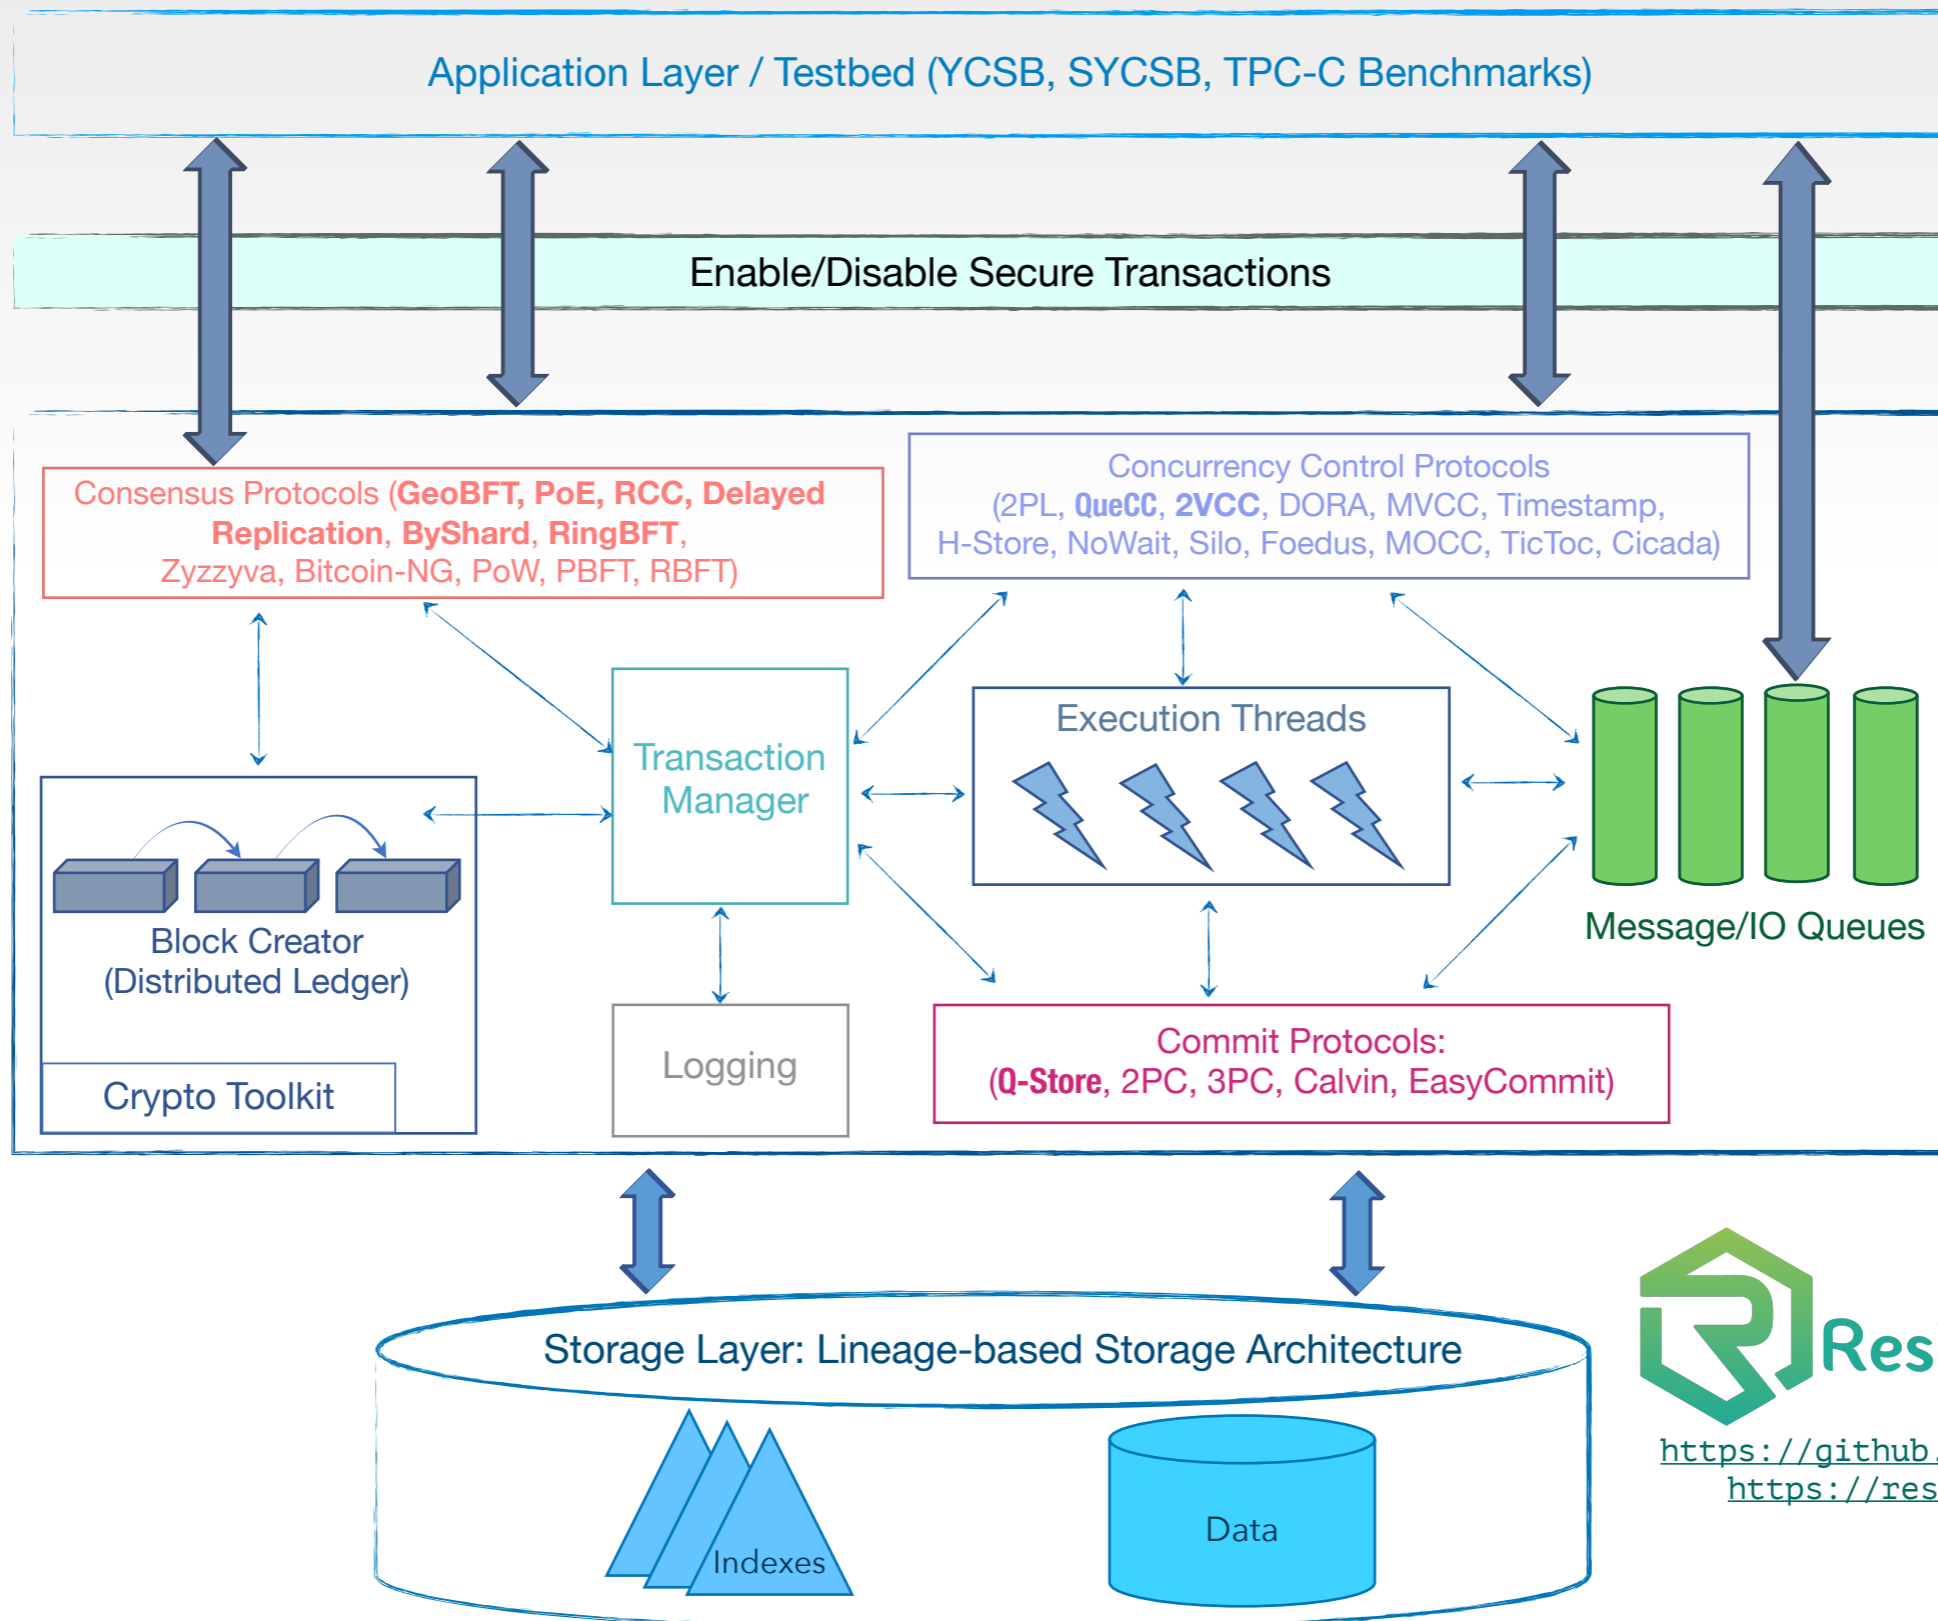 Application Layer / Testbed (YCSB, SYCSB, TPC-C Benchmarks)
Enable/Disable Secure Transactions
Consensus Protocols (GeoBFT, PoE, RCC, Delayed
Replication, ByShard, RingBFT,
Zyzzyva, Bitcoin-NG, PoW, PBFT, RBFT)
Concurrency Control Protocols
(2PL, QueCC, 2VCC, DORA, MVCC, Timestamp,
H-Store, NoWait, Silo, Foedus, MOCC, TicToc, Cicada)
Transaction
Manager
Execution Threads
Message/IO Queues
Block Creator
(Distributed Ledger)
Crypto Toolkit
Logging
Commit Protocols:
(Q-Store, 2PC, 3PC, Calvin, EasyCommit)
Storage Layer: Lineage-based Storage Architecture
Indexes
Data
Res
https://github.
https://res